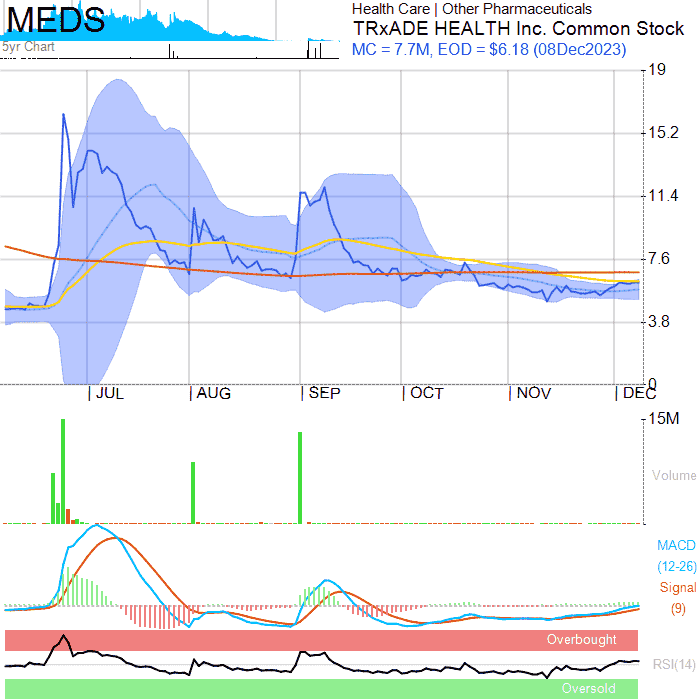 MEDS
5yr Chart
Health Care | Other Pharmaceuticals
TRxADE HEALTH Inc. Common Stock
MC = 7.7M, EOD = $6.18 (08Dec2023)
19
15.2
11.4
7.6
3.8
0
JUL AUG SEP OCT NOV DEC
15M
Volume
MACD
(12-26)
Signal
(9)
Overbought
RSI(14)
Oversold